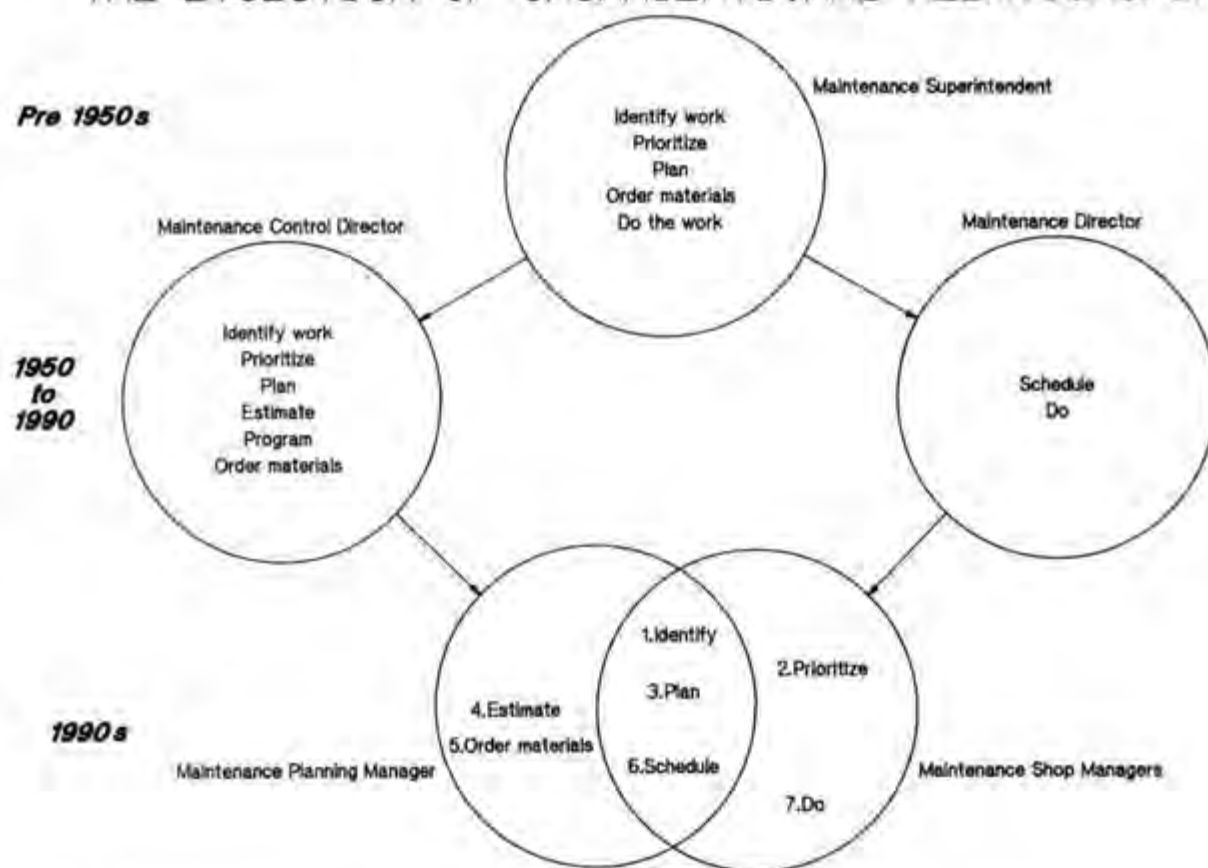 Pre 1950s
Maintenance Superintendent
Identify work
Prioritize
Plan
Order materials
Do the work
Maintenance Control Director
Maintenance Director
1950
to
1990
Identify work
Prioritize
Plan
Estimate
Program
Order materials
Schedule
Do
1990s
1.Identify
2.Prioritize
3.Plan
4.Estimate
5.Order materials
6.Schedule
7.Do
Maintenance Planning Manager
Maintenance Shop Managers